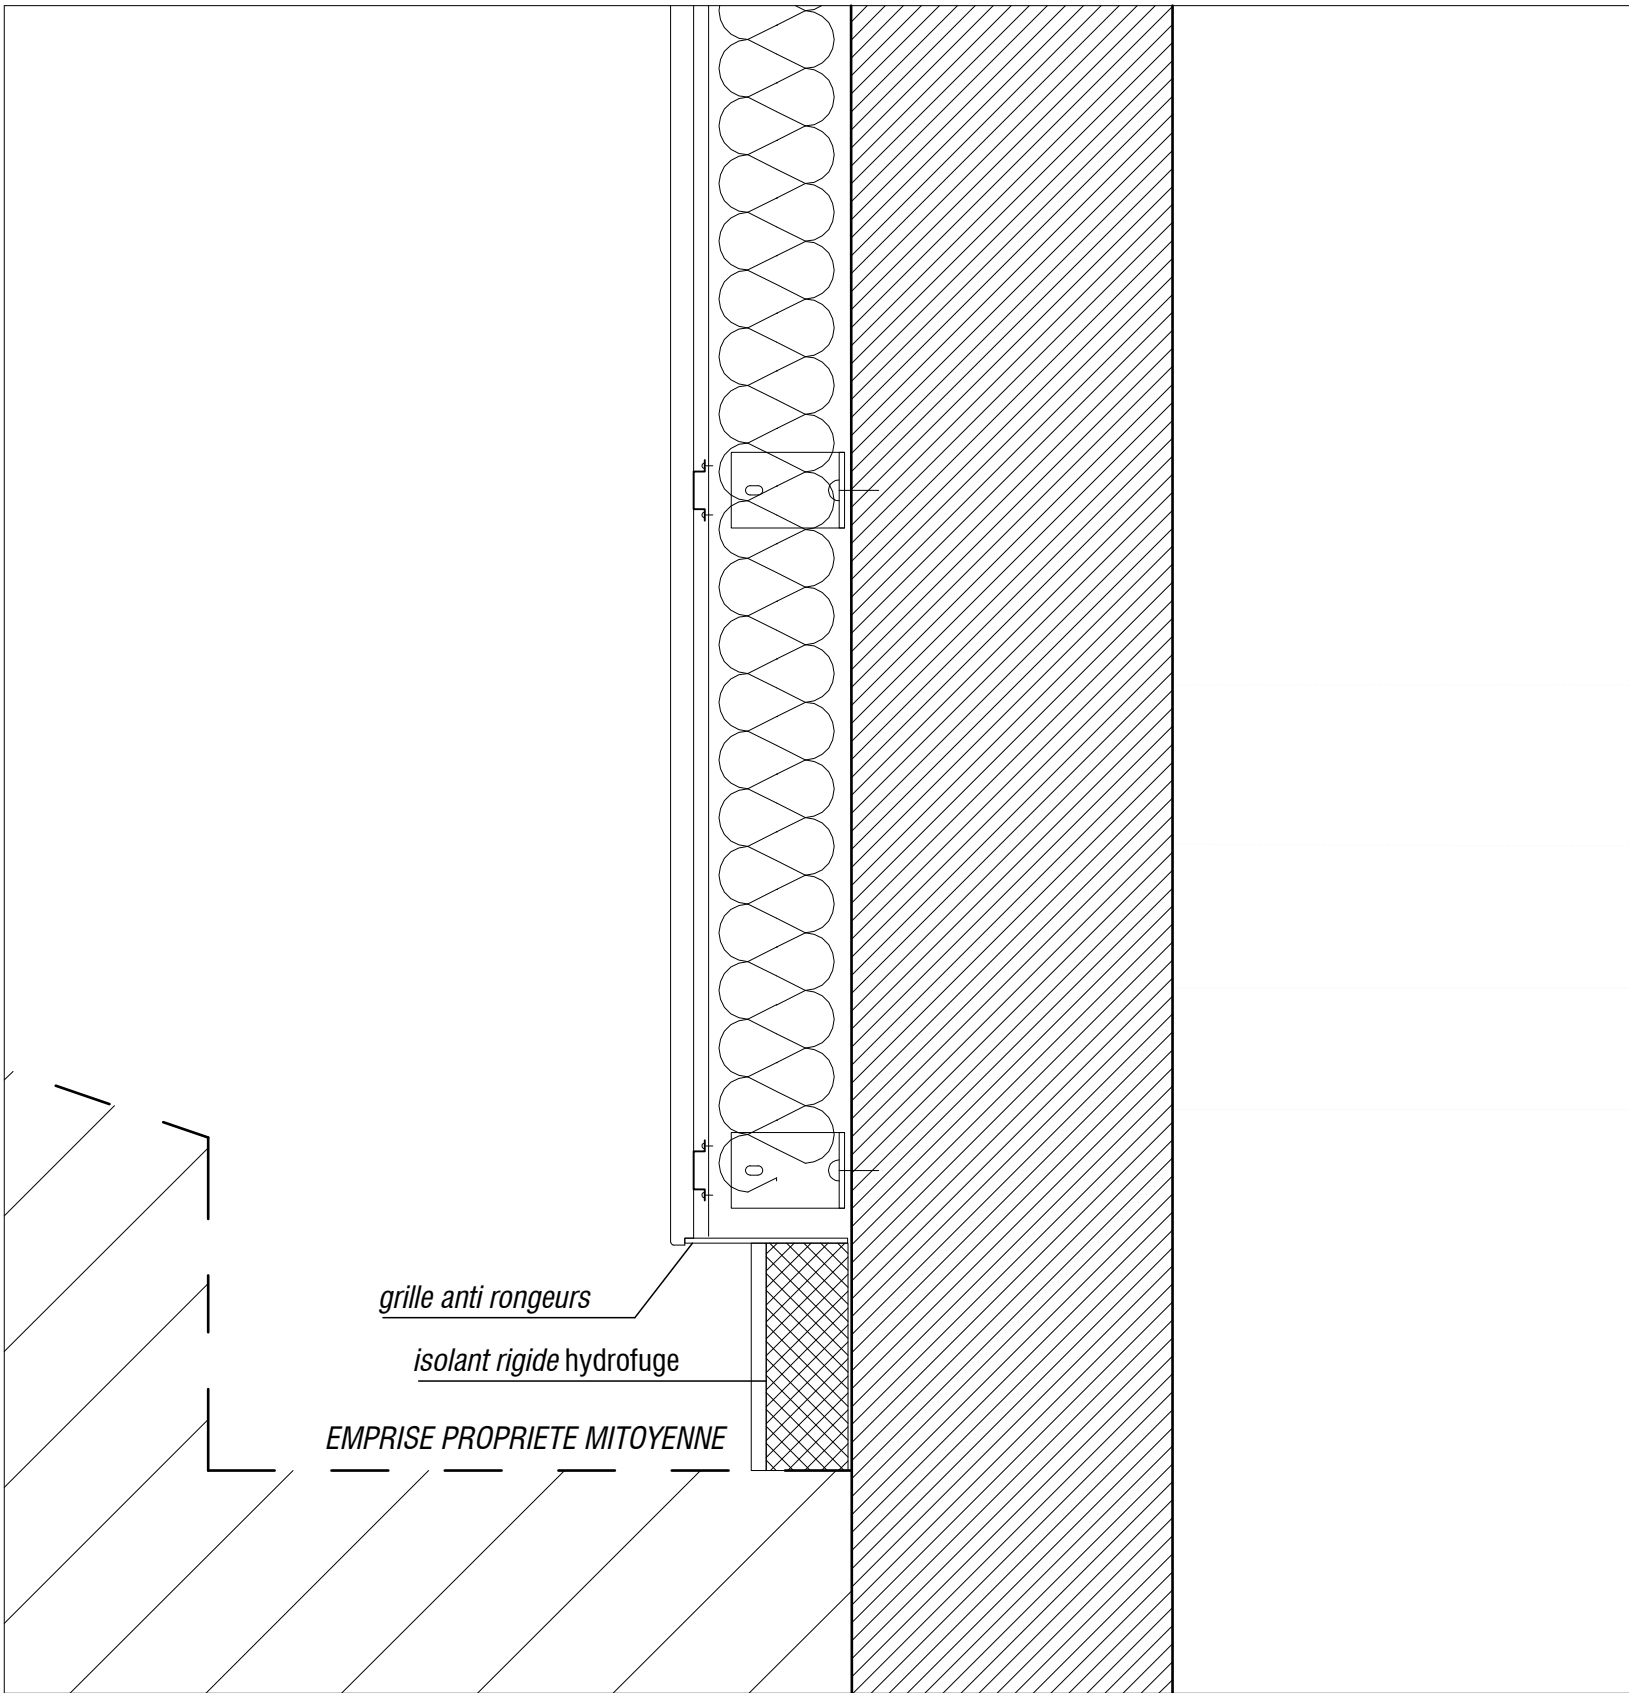 grille anti rongeurs
isolant rigide hydrofuge
EMPRISE PROPRIETE MITOYENNE